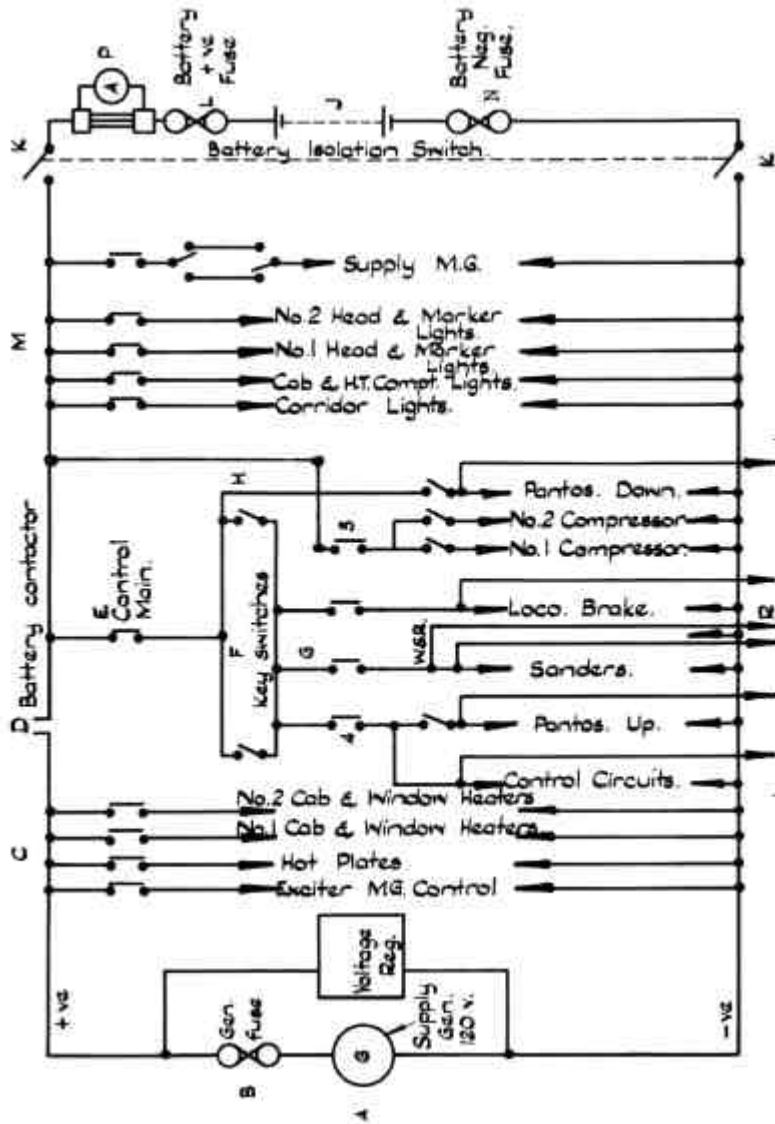 P
A
Battery
+ve
Fuse
L
J
Battery
Neg.
Fuse.
N
K
Battery Isolation Switch.
K
M
Supply M.G.
No.2 Head & Marker
Lights
No.1 Head & Marker
Lights
Cab & H.T. Compt. Lights.
Corridor Lights.
D Battery contactor
E.
Control
Main.
H
F
Key switches
G
5
4
W.S.R.
Pantos. Down.
No.2 Compressor
No.1 Compressor.
Loco. Brake.
Sanders.
Pantos. Up.
Control Circuits.
R
C
No.2 Cab & Window Heaters
No.1 Cab & Window Heaters
Hot Plates
Exciter M.G. Control
+ve
Gen.
fuse
B
G
A
Supply
Gen.
120 v.
Voltage
Reg.
-ve